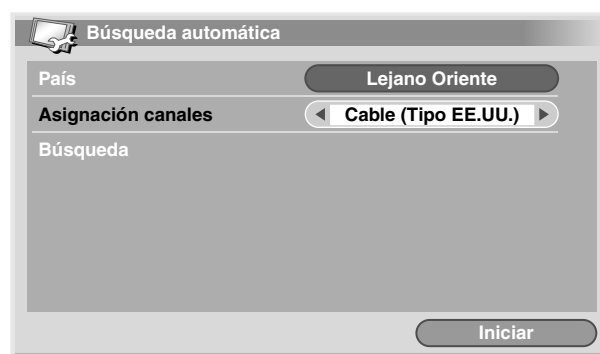 Búsqueda automática
País Lejano Oriente
Asignación canales Cable (Tipo EE.UU.)
Búsqueda
Iniciar